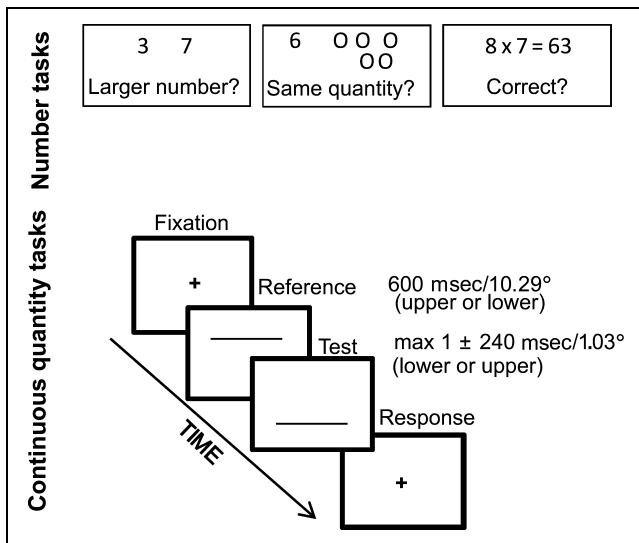 Number tasks
3 7
Larger number?
6 O O O
O O
Same quantity?
8 x 7 = 63
Correct?
Continuous quantity tasks
Fixation
+
Reference
600 msec/10.29°
(upper or lower)
Test
max 1 ± 240 msec/1.03°
(lower or upper)
Response
+
TIME